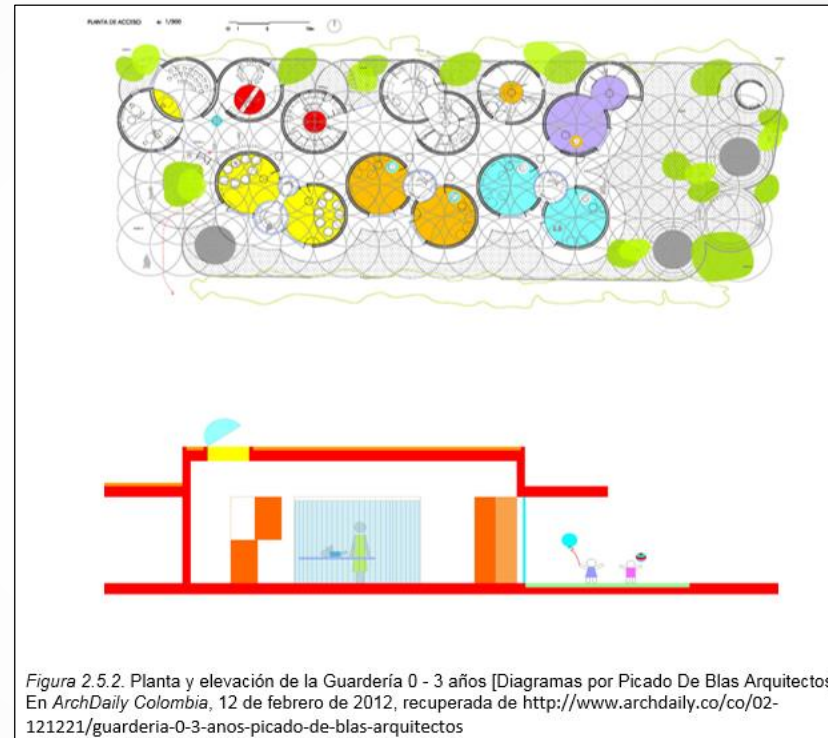 PLANTA DE ACCESO e: 1/300
Figura 2.5.2. Planta y elevación de la Guardería 0 - 3 años [Diagramas por Picado De Blas Arquitectos
En ArchDaily Colombia, 12 de febrero de 2012, recuperada de http://www.archdaily.co/co/02-
121221/guarderia-0-3-anos-picado-de-blas-arquitectos